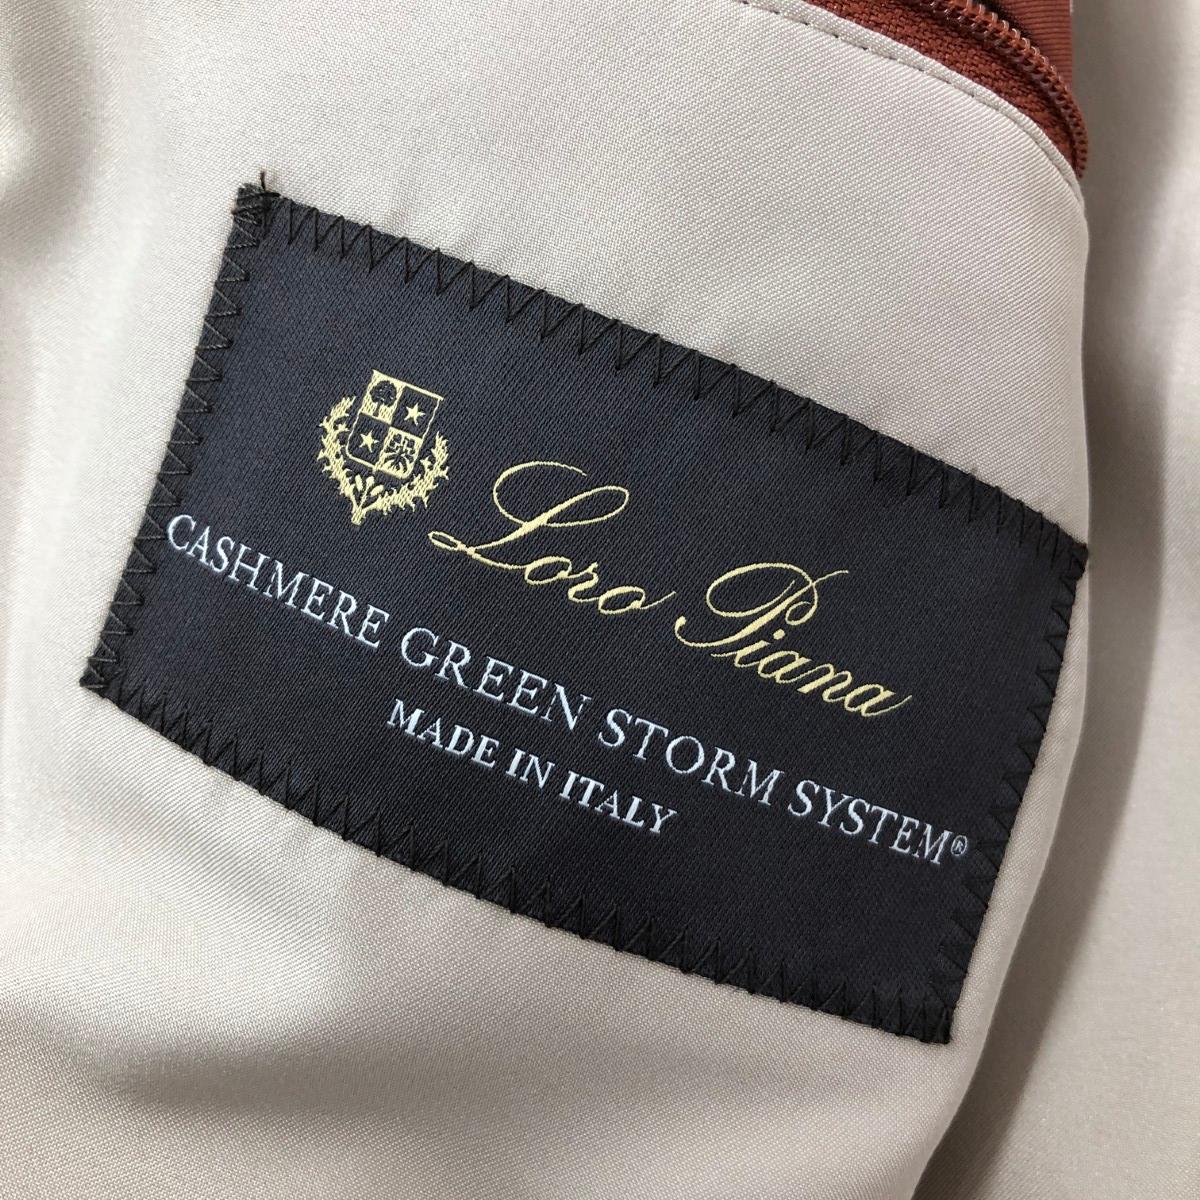 Loro Piana
CASHMERE GREEN STORM SYSTEM®
MADE IN ITALY